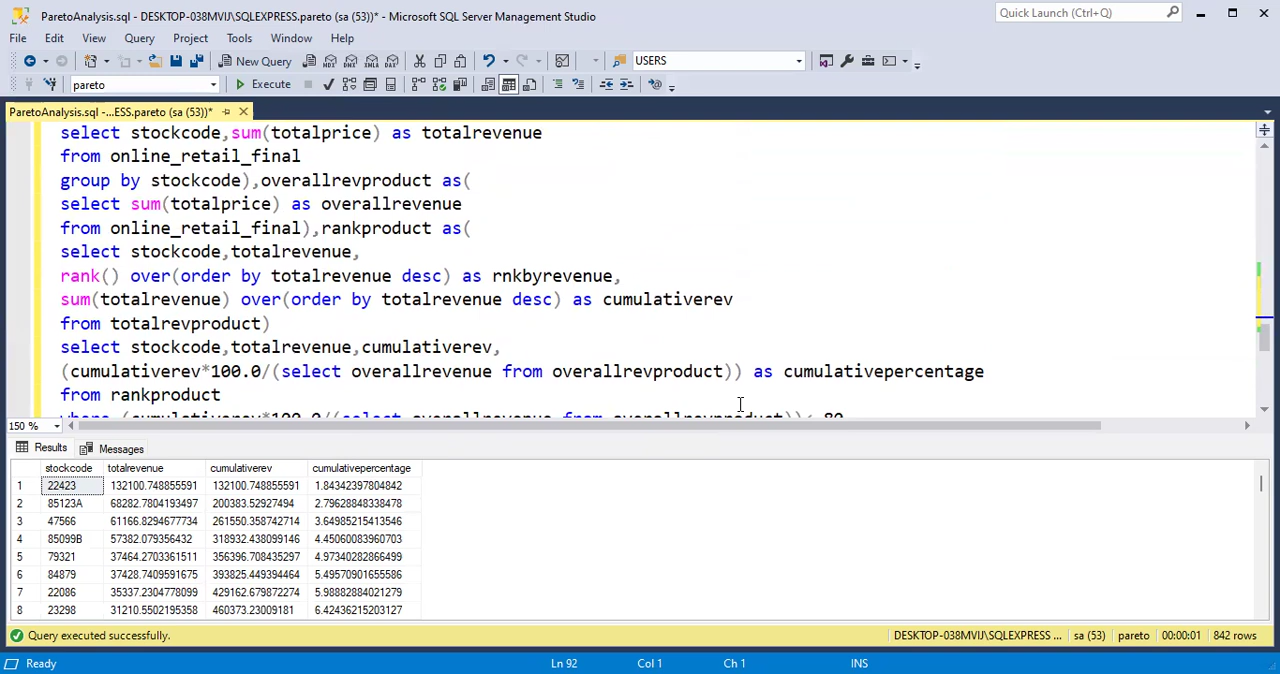 ParetoAnalysis.sql - DESKTOP-038MVIJ\SQLEXPRESS.pareto (sa (53))* - Microsoft SQL Server Management Studio
Quick Launch (Ctrl+Q)
File Edit View Query Project Tools Window Help
New Query USERS
pareto Execute
ParetoAnalysis.sql -...ESS.pareto (sa (53))*
select stockcode,sum(totalprice) as totalrevenue
from online_retail_final
group by stockcode),overallrevproduct as(
select sum(totalprice) as overallrevenue
from online_retail_final),rankproduct as(
select stockcode,totalrevenue,
rank() over(order by totalrevenue desc) as rnkbyrevenue,
sum(totalrevenue) over(order by totalrevenue desc) as cumulativerev
from totalrevproduct)
select stockcode,totalrevenue,cumulativerev,
(cumulativerev*100.0/(select overallrevenue from overallrevproduct)) as cumulativepercentage
from rankproduct
where (cumulativerev*100.0/(select overallrevenue from overallrevproduct))< 80
150 %
Results Messages
stockcode totalrevenue cumulativerev cumulativepercentage
1 22423 132100.748855591 132100.748855591 1.84342397804842
2 85123A 68282.7804193497 200383.52927494 2.79628848338478
3 47566 61166.8294677734 261550.358742714 3.64985215413546
4 85099B 57382.079356432 318932.438099146 4.45060083960703
5 79321 37464.2703361511 356396.708435297 4.97340282866499
6 84879 37428.7409591675 393825.449394464 5.49570901655586
7 22086 35337.2304778099 429162.679872274 5.98882884021279
8 23298 31210.5502195358 460373.23009181 6.42436215203127
Query executed successfully.
DESKTOP-038MVIJ\SQLEXPRESS ... sa (53) pareto 00:00:01 842 rows
Ready Ln 92 Col 1 Ch 1 INS